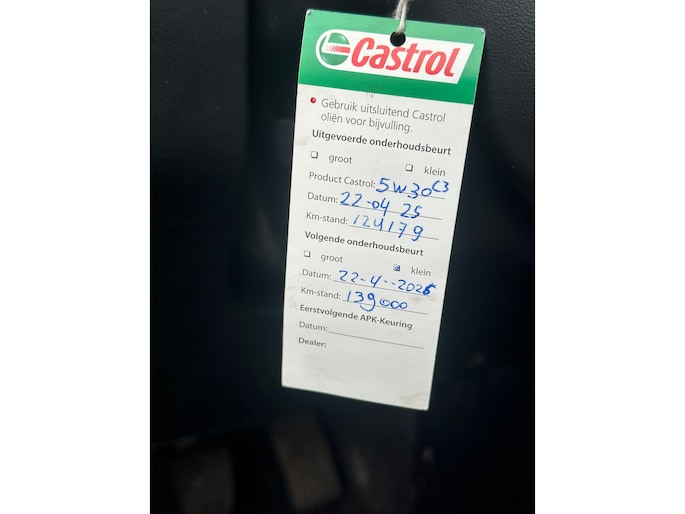 Castrol
Gebruik uitsluitend Castrol
oliën voor bijvulling.
Uitgevoerde onderhoudsbeurt
groot klein
Product Castrol: 5W30 C3
Datum: 22-04 25
Km-stand: 124179
Volgende onderhoudsbeurt
groot klein
Datum: 22-4--2026
Km-stand: 139000
Eerstvolgende APK-Keuring
Datum:
Dealer: